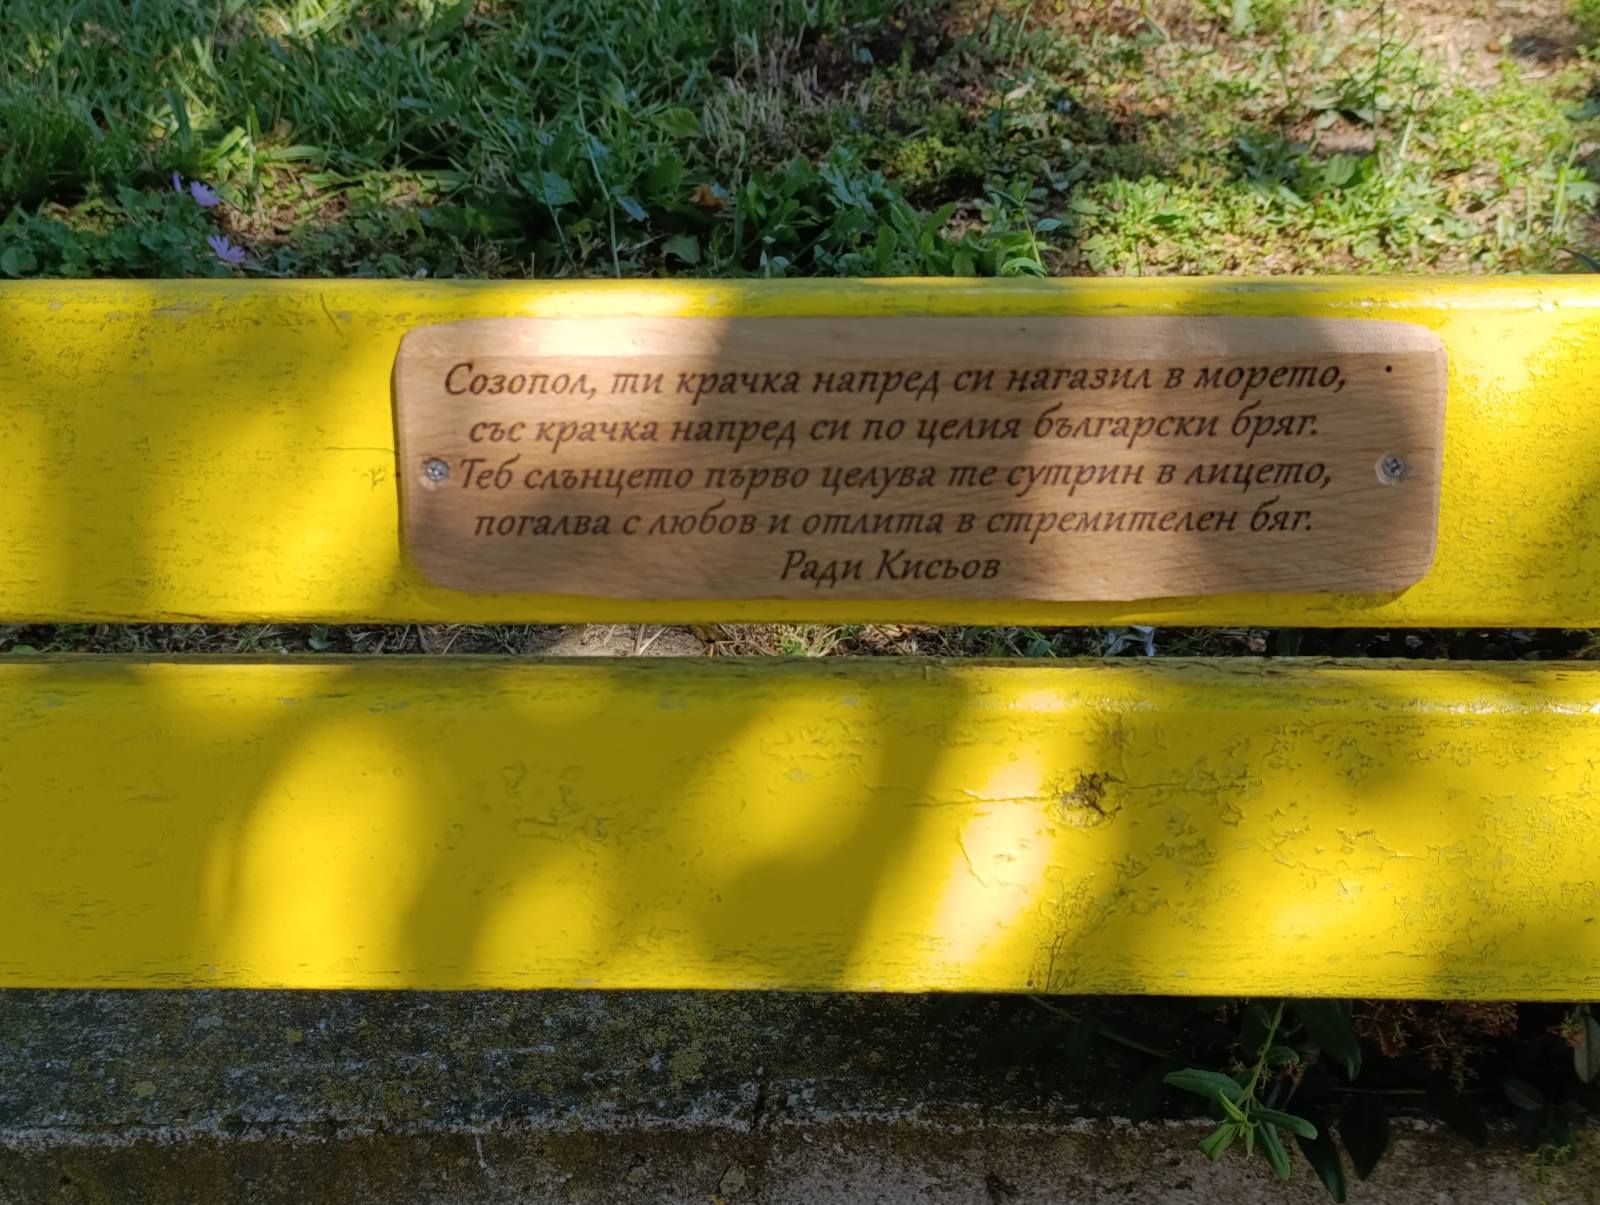 Созопол, ти крачка напред си нагазил в морето,
със крачка напред си по целия български бряг.
Теб слънцето първо целува те сутрин в лицето,
погалва с любов и отлита в стремителен бяг.
Ради Кисьов